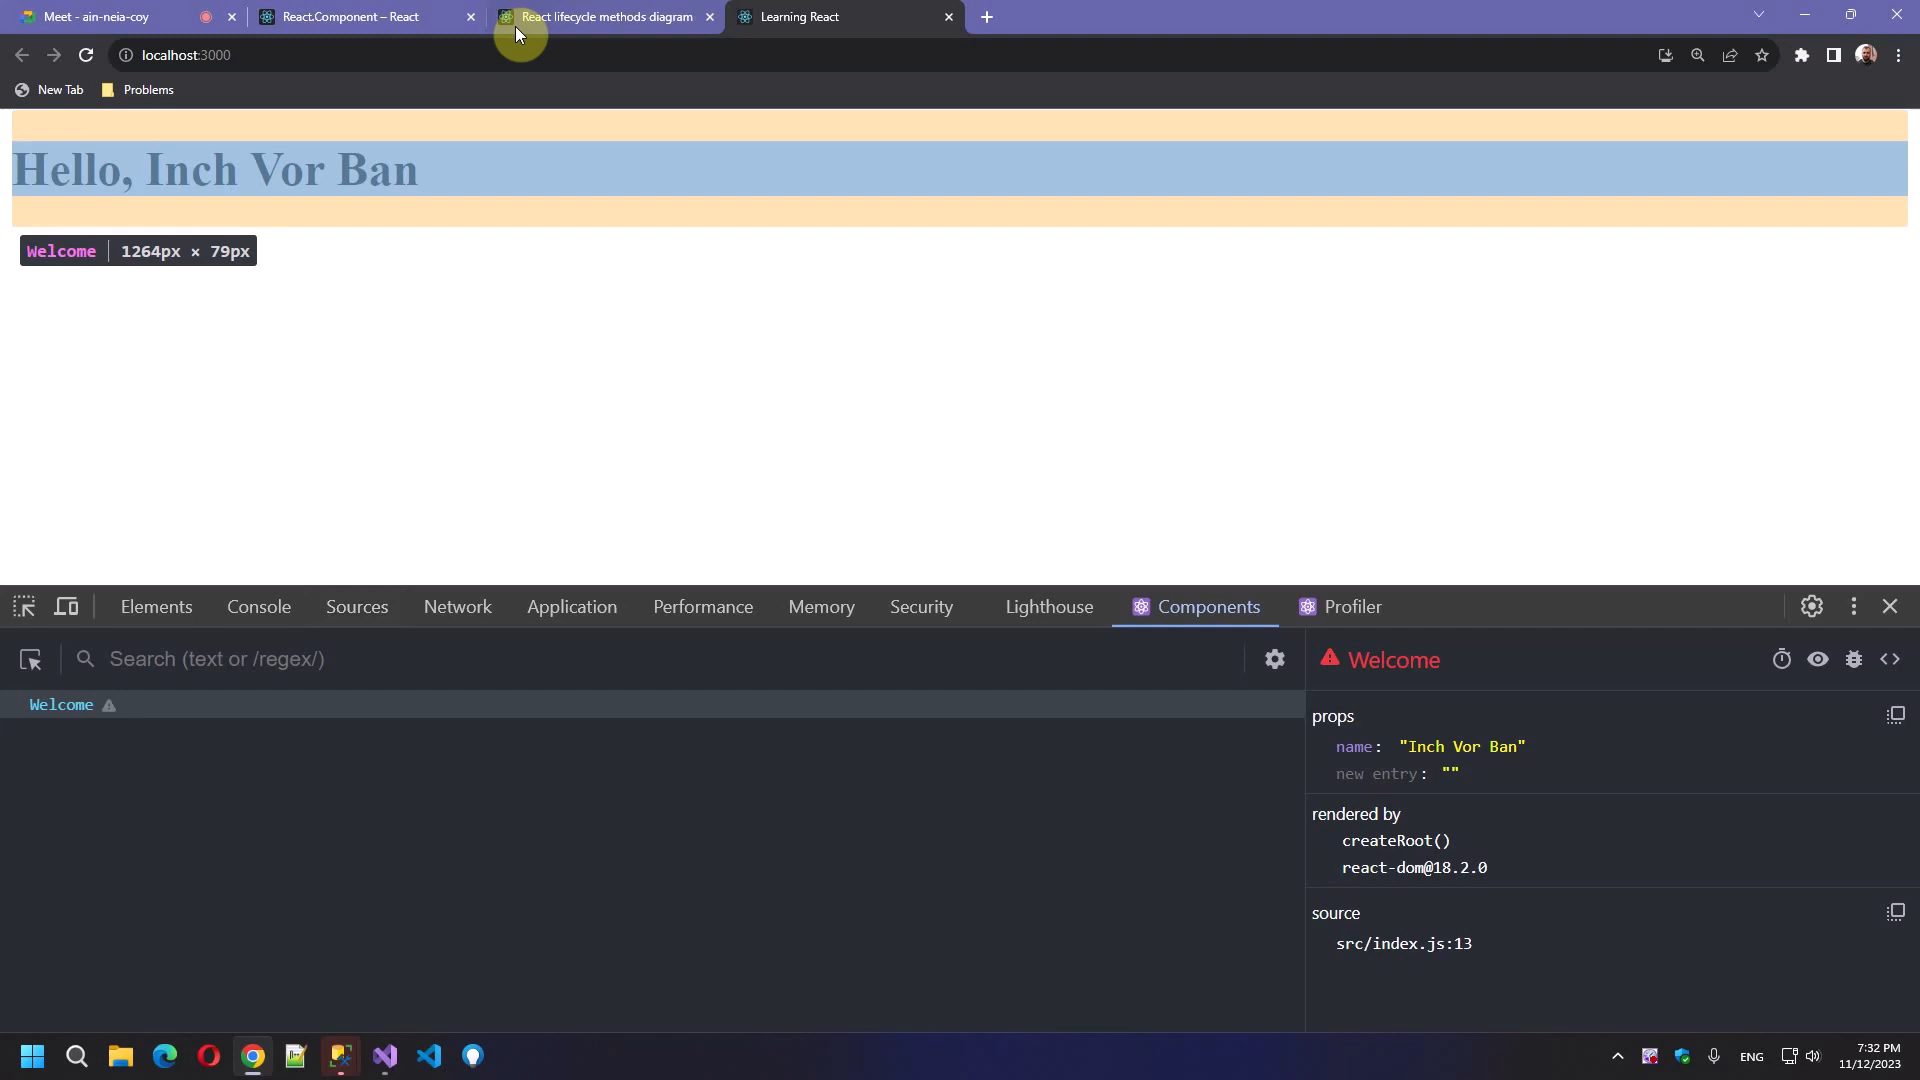 Meet - ain-neia-coy
React.Component – React
React lifecycle methods diagram
Learning React
localhost:3000
New Tab
Problems
Hello, Inch Vor Ban
Welcome 1264px × 79px
Elements Console Sources Network Application Performance Memory Security Lighthouse Components Profiler
Search (text or /regex/)
Welcome
Welcome
props
name: "Inch Vor Ban"
new entry: ""
rendered by
createRoot()
react-dom@18.2.0
source
src/index.js:13
ENG
7:32 PM
11/12/2023